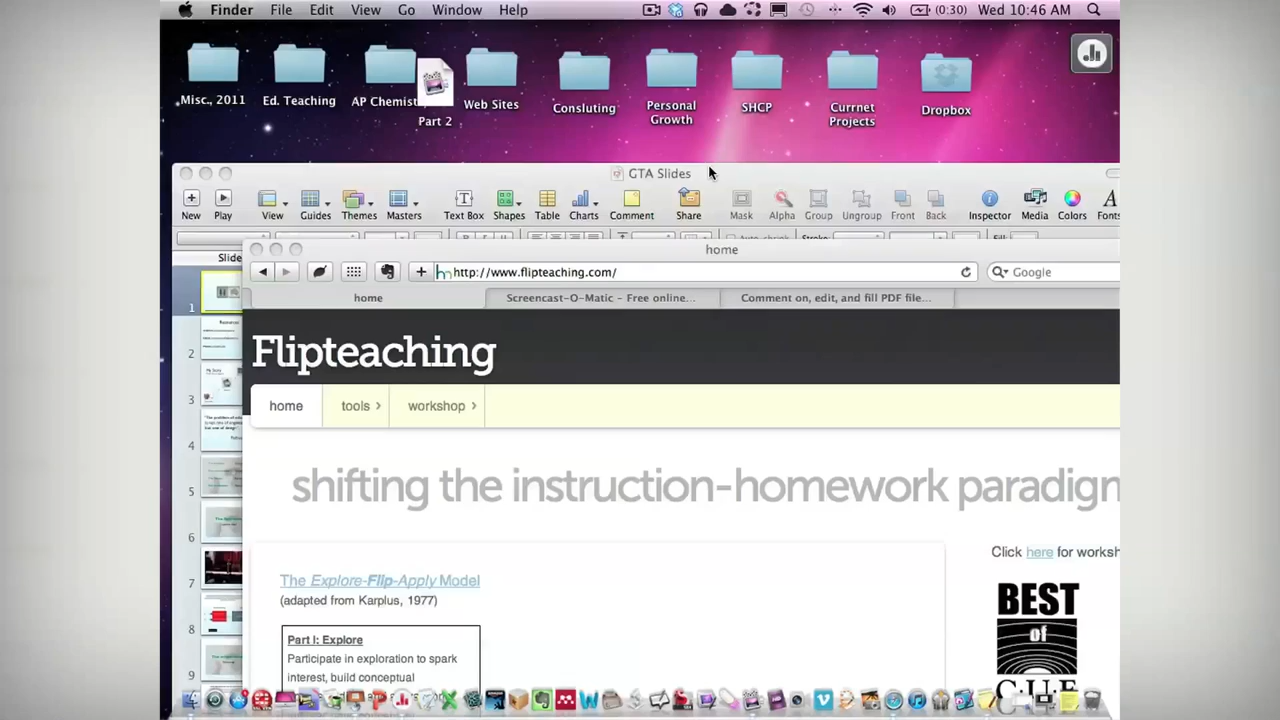 Finder File Edit View Go Window Help (0:30) Wed 10:46 AM
Misc., 2011
Ed. Teaching
AP Chemist
Part 2
Web Sites
Consluting
Personal
Growth
SHCP
Currnet
Projects
Dropbox
GTA Slides
New Play View Guides Themes Masters Text Box Shapes Table Charts Comment Share Mask Alpha Group Ungroup Front Back Inspector Media Colors Fonts
Slide
home
http://www.flipteaching.com/
Google
home
Screencast-O-Matic - Free online...
Comment on, edit, and fill PDF file...
Flipteaching
home tools › workshop ›
shifting the instruction-homework paradigm
1
2
3
4
5
6
7
8
9
The Explore-Flip-Apply Model
(adapted from Karplus, 1977)
Part I: Explore
Participate in exploration to spark
interest, build conceptual
Click here for worksh
BEST
of
C.U.E